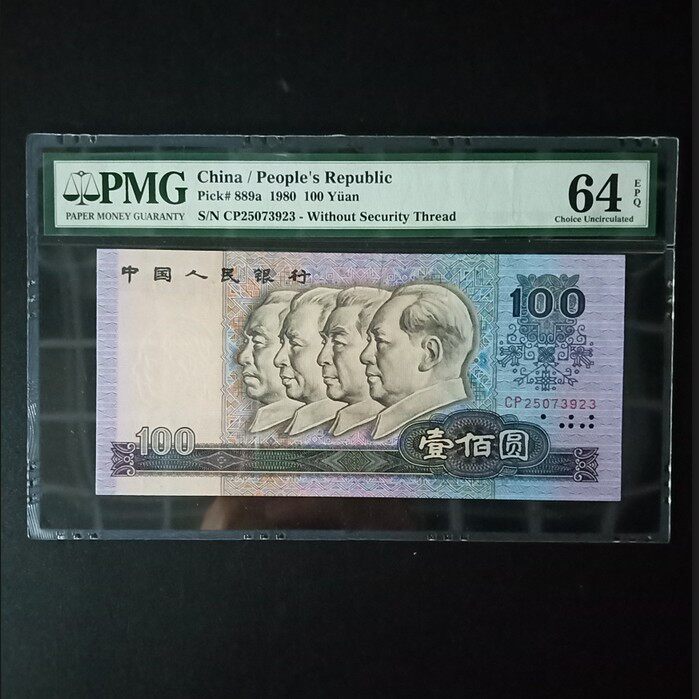 PMG
PAPER MONEY GUARANTY
China / People's Republic
Pick# 889a 1980 100 Yüan
S/N CP25073923 - Without Security Thread
64
EPQ
Choice Uncirculated
中国人民银行
100
CP25073923
100
壹佰圆